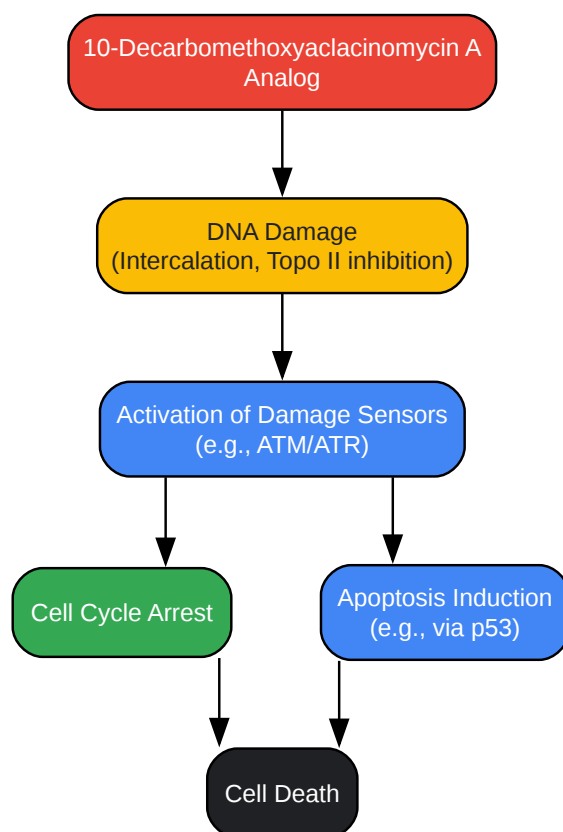 10-Decarbomethoxyaclacinomycin A
Analog
DNA Damage
(Intercalation, Topo II inhibition)
Activation of Damage Sensors
(e.g., ATM/ATR)
Cell Cycle Arrest
Apoptosis Induction
(e.g., via p53)
Cell Death